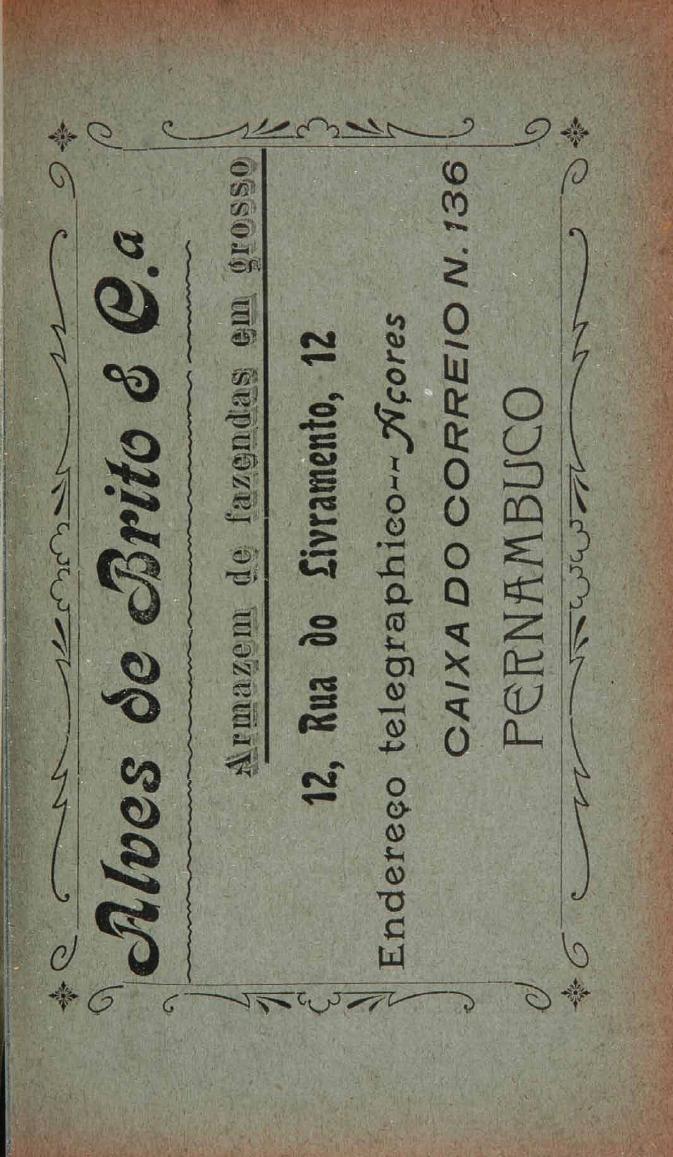 Alves de Brito & C.a
Armazem de fazendas em grosso
12, Rua do Livramento, 12
Endereço telegraphico--Açores
CAIXA DO CORREIO N. 136
PERNAMBUCO